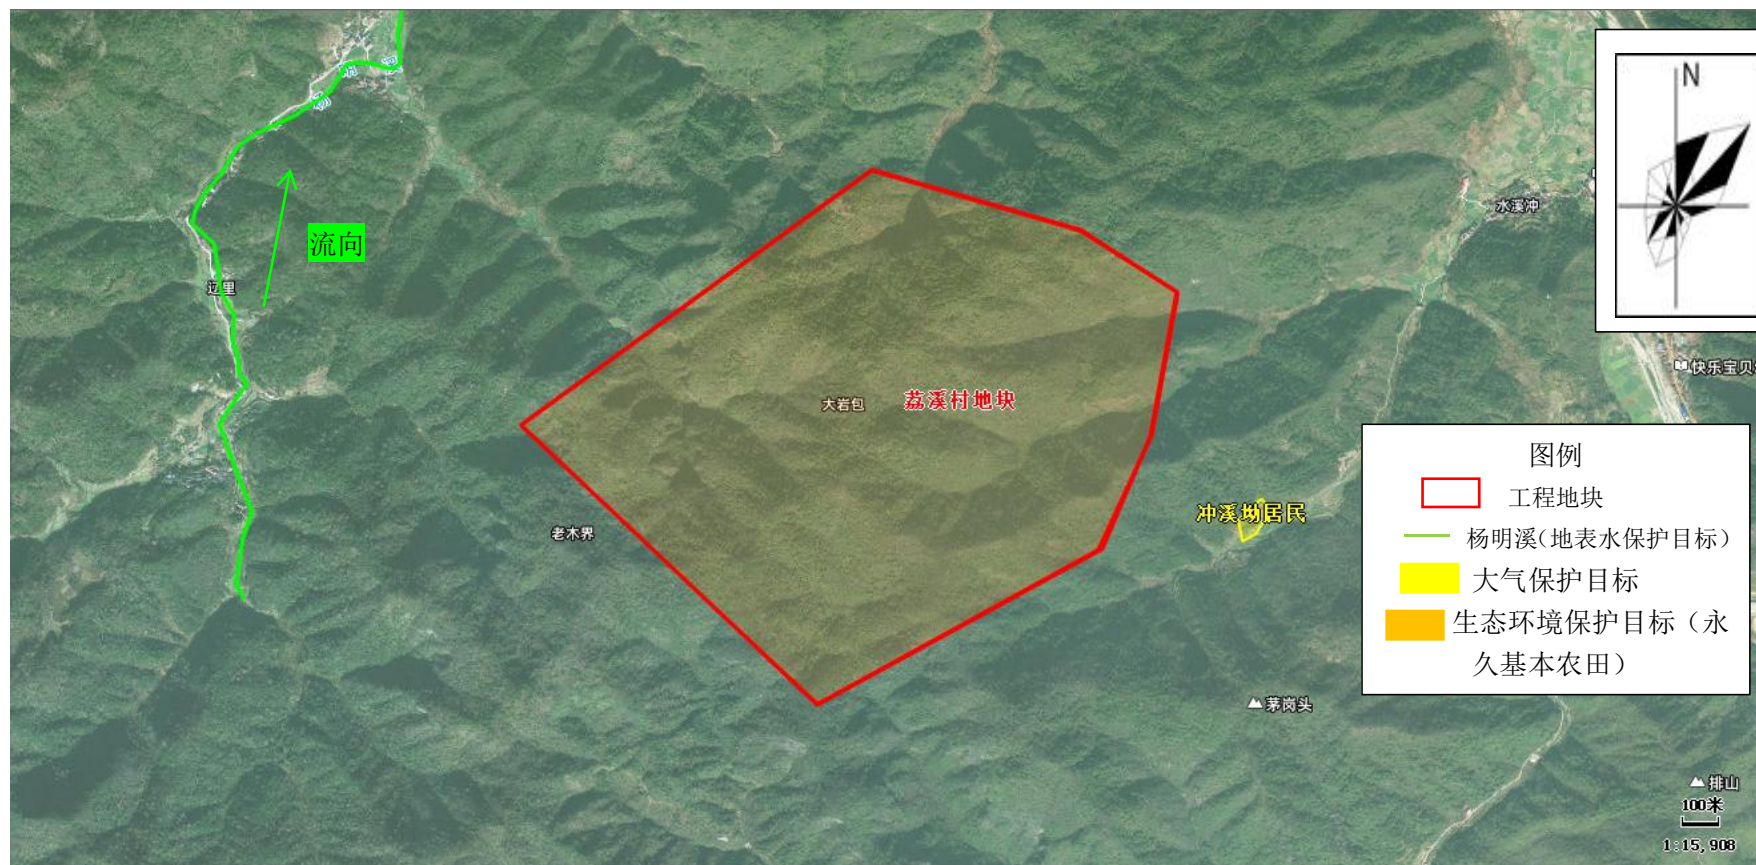 杨
明
溪
N
水溪冲
流向
迈里
快乐宝贝
大岩包
荔溪村地块
图例
工程地块
冲溪坳居民
老木界
杨明溪（地表水保护目标）
大气保护目标
生态环境保护目标（永
久基本农田）
茅岗头
排山
100米
1:15,908